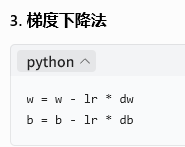 3. 梯度下降法
python
w = w - lr * dw
b = b - lr * db